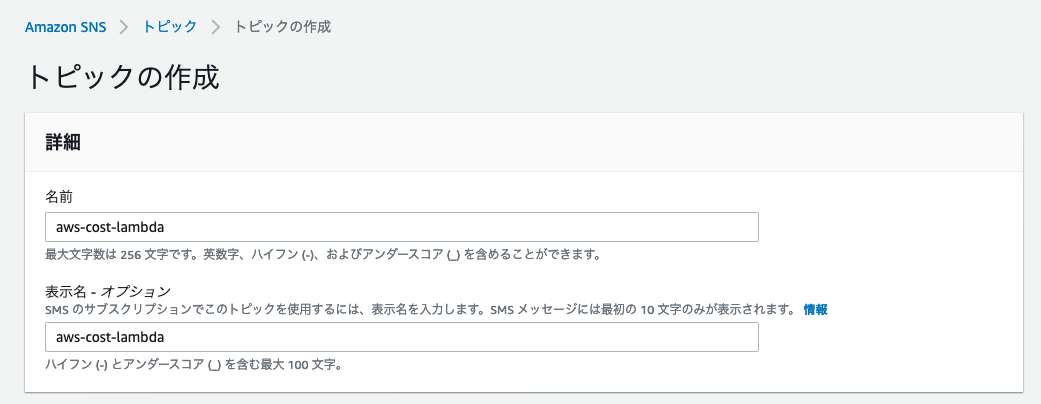 Amazon SNS > トピック > トピックの作成
トピックの作成
詳細
名前
aws-cost-lambda
最大文字数は 256 文字です。英数字、ハイフン (-)、およびアンダースコア (_) を含めることができます。
表示名 - オプション
SMS のサブスクリプションでこのトピックを使用するには、表示名を入力します。SMS メッセージには最初の 10 文字のみが表示されます。 情報
aws-cost-lambda
ハイフン (-) とアンダースコア (_) を含む最大 100 文字。